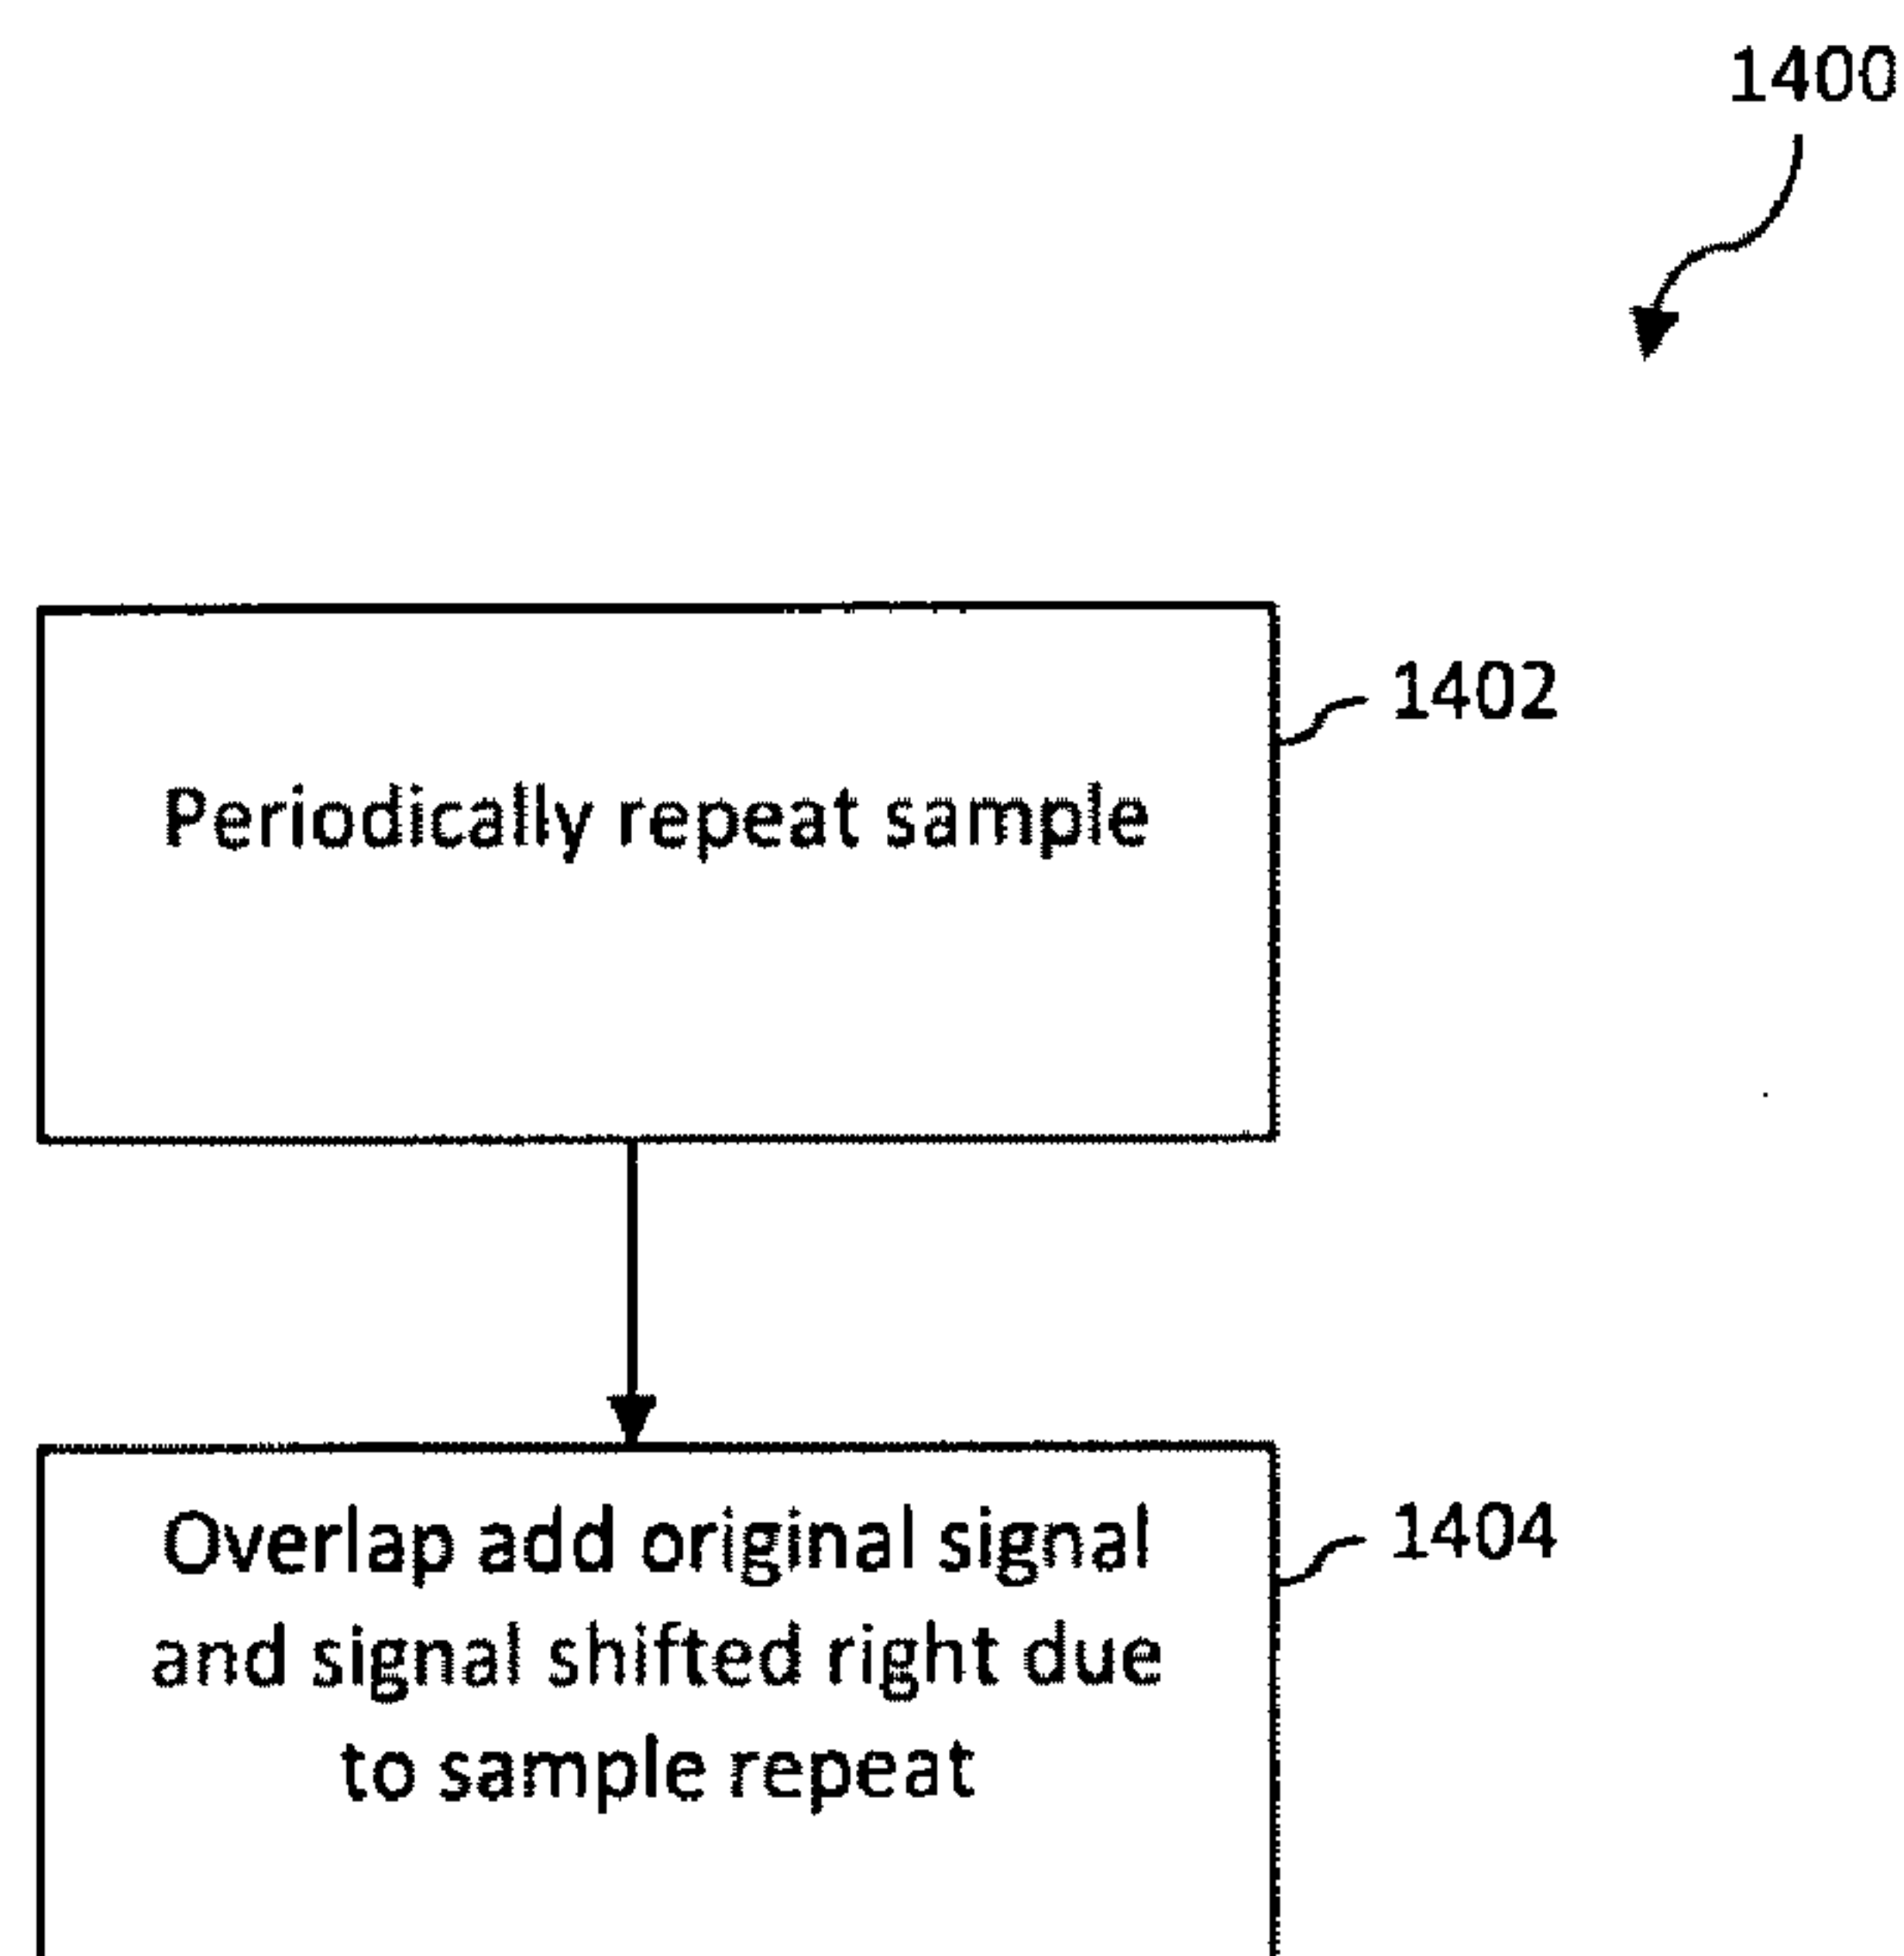 1400
1402
Periodically repeat sample
1404
Overlap add original signal
and signal shifted right due
to sample repeat